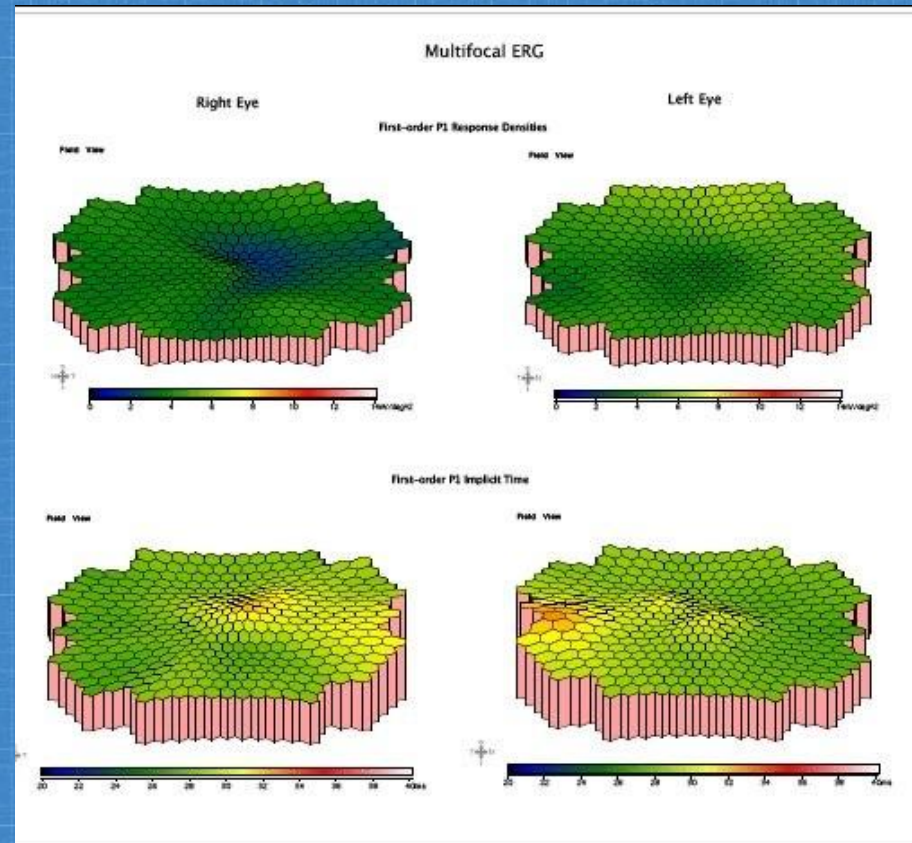 Multifocal ERG
Right Eye
Left Eye
First-order P1 Response Densities
Field View
Field View
0 2 4 6 8 10 12
0 2 4 6 8 10 12
First-order P1 Implicit Time
Field View
Field View
20 22 24 26 28 30 32 34 36 38 40ms
20 22 24 26 28 30 32 34 36 38 40ms